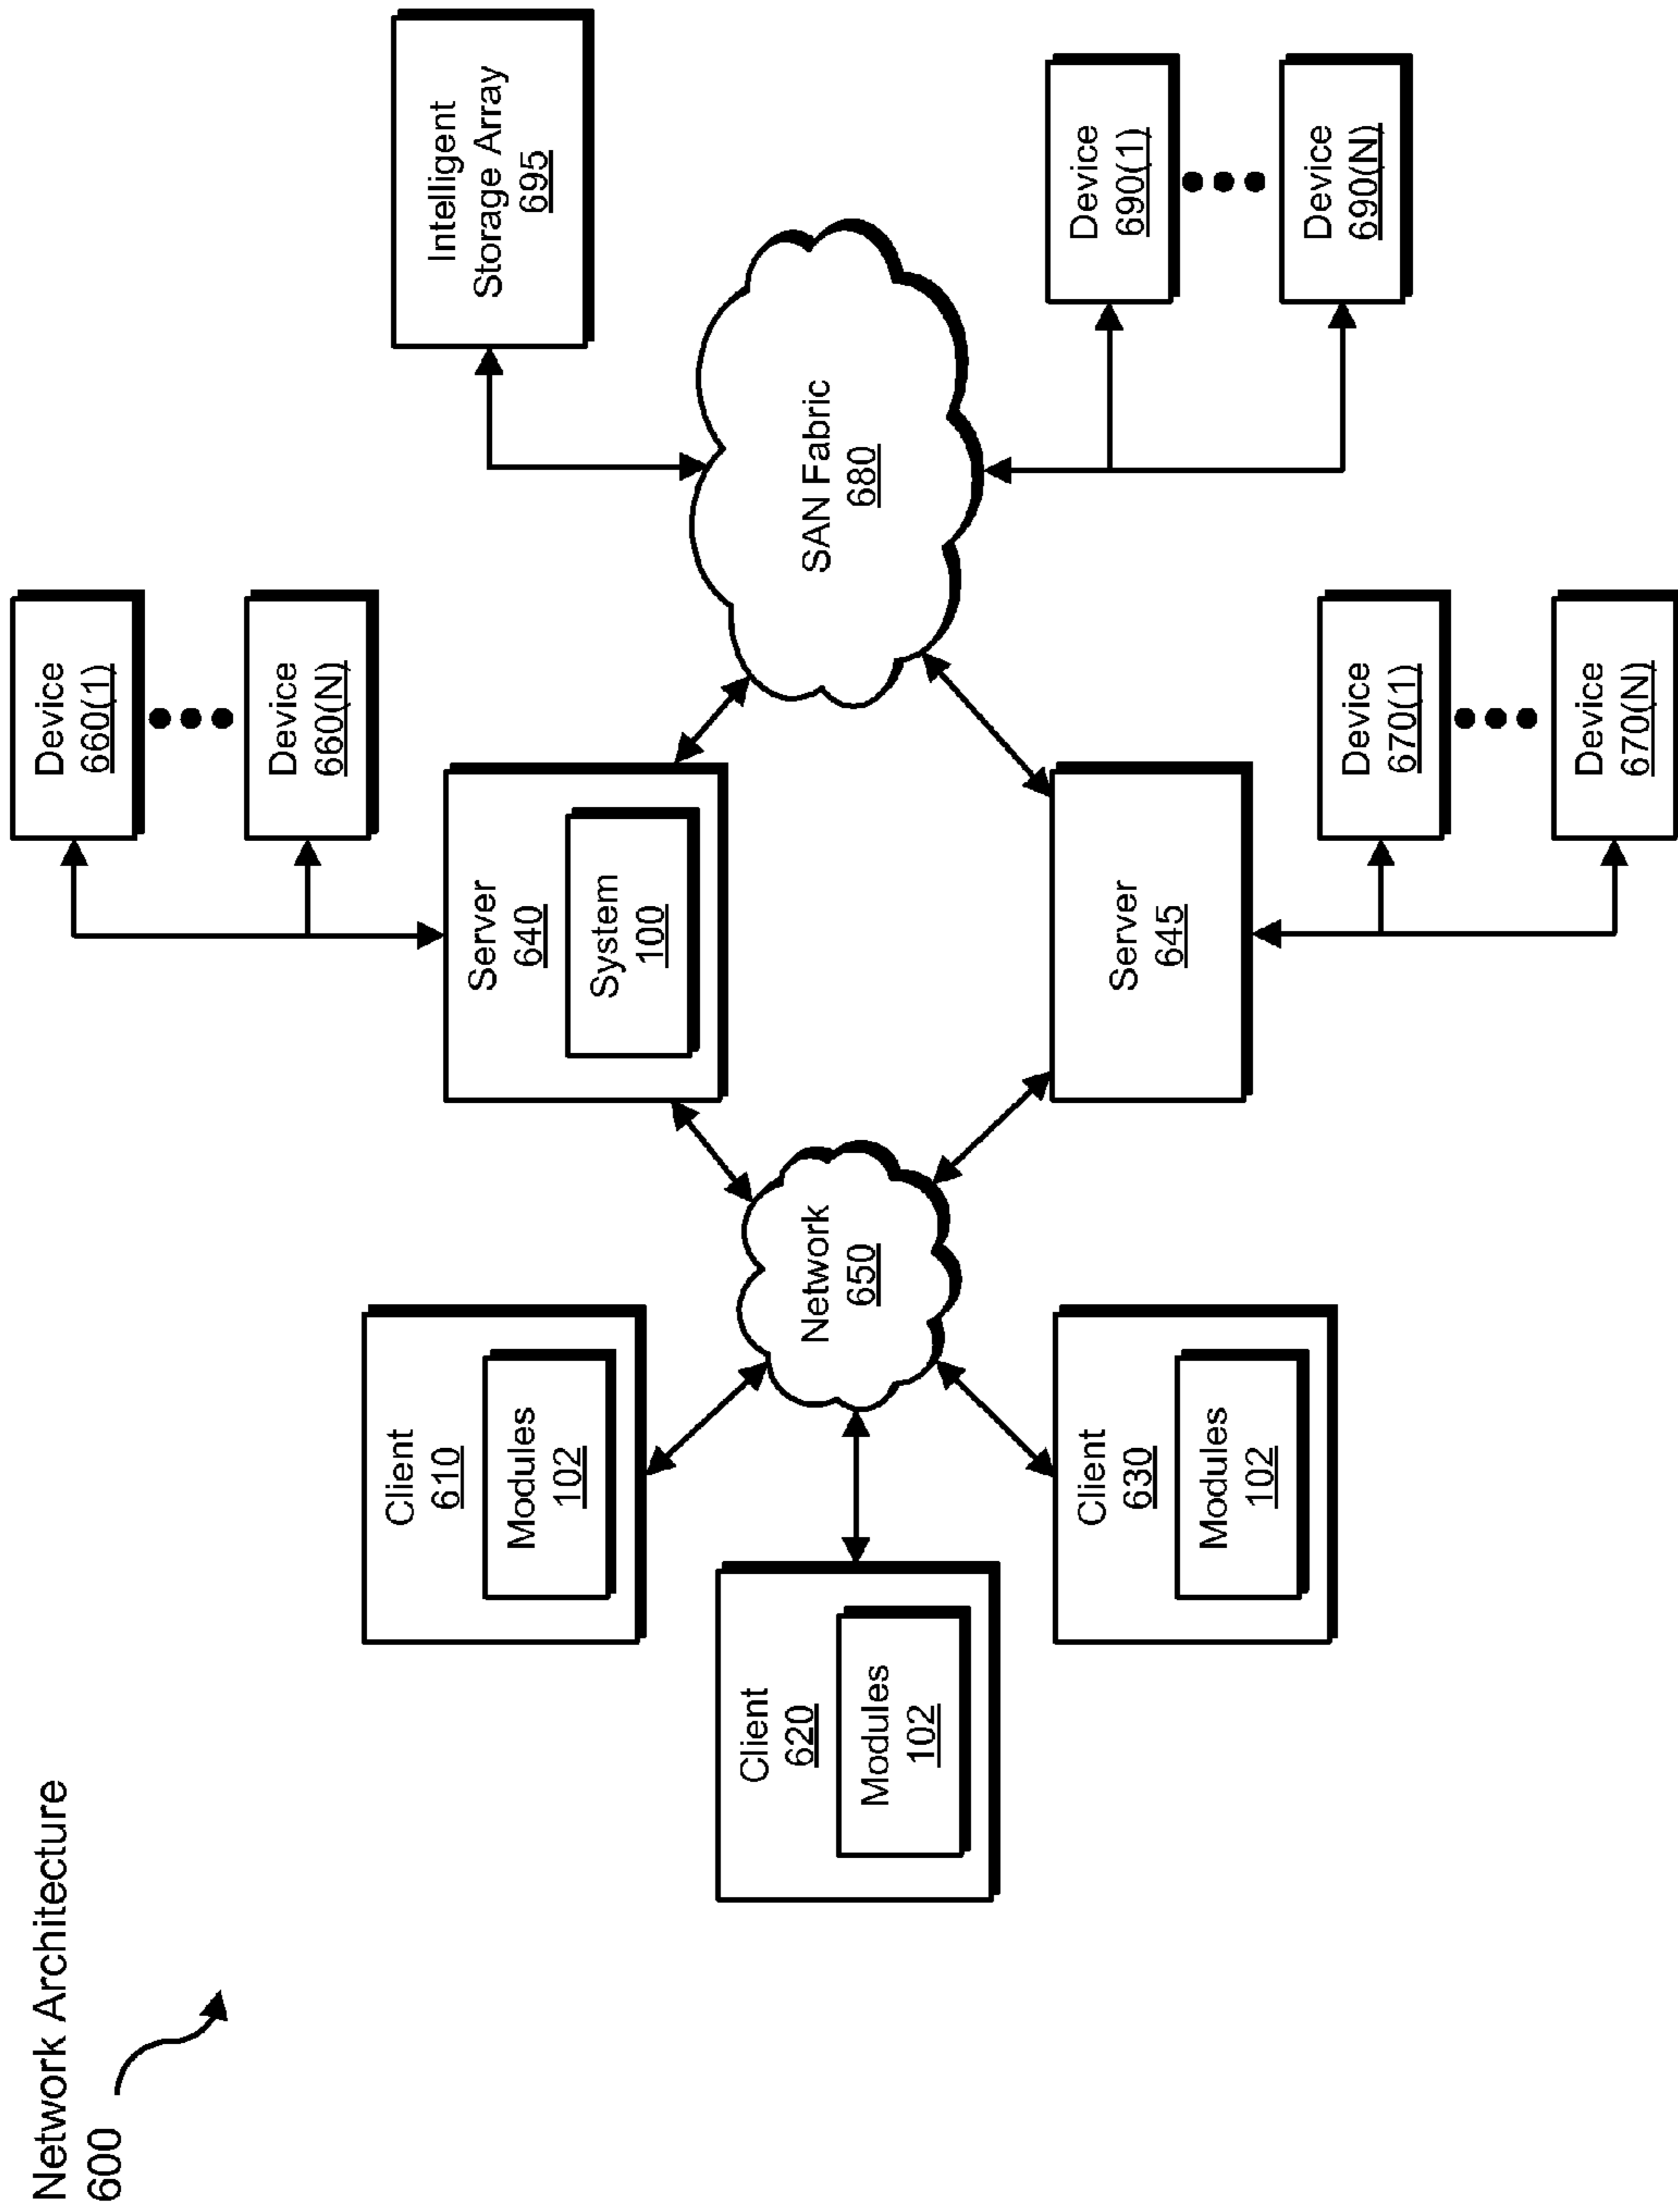 Network Architecture
600
Client
610
Modules
102
Client
620
Modules
102
Client
630
Modules
102
Network
650
Server
640
System
100
Server
645
Device
660(1)
Device
660(N)
Device
670(1)
Device
670(N)
SAN Fabric
680
Intelligent
Storage Array
695
Device
690(1)
Device
690(N)